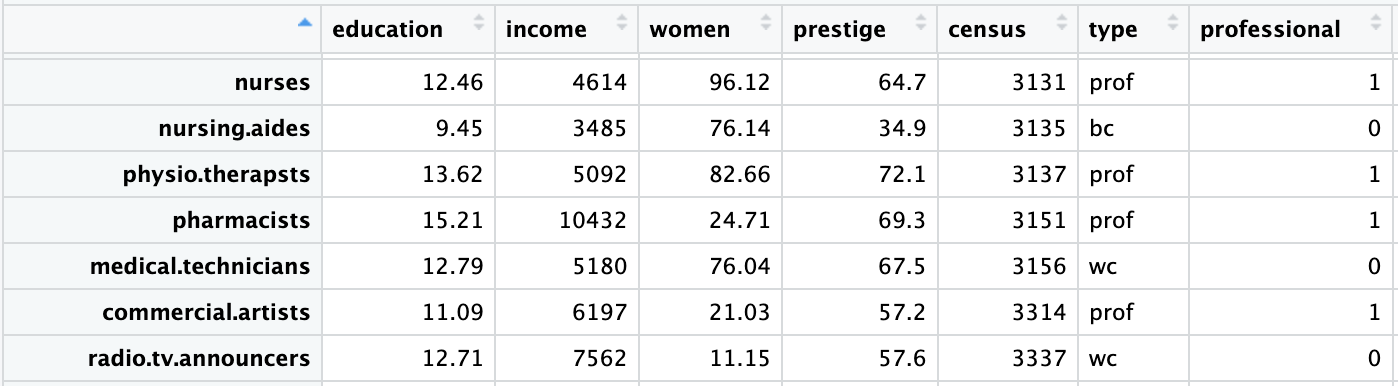 education income women prestige census type professional
nurses 12.46 4614 96.12 64.7 3131 prof 1
nursing.aides 9.45 3485 76.14 34.9 3135 bc 0
physio.therapsts 13.62 5092 82.66 72.1 3137 prof 1
pharmacists 15.21 10432 24.71 69.3 3151 prof 1
medical.technicians 12.79 5180 76.04 67.5 3156 wc 0
commercial.artists 11.09 6197 21.03 57.2 3314 prof 1
radio.tv.announcers 12.71 7562 11.15 57.6 3337 wc 0